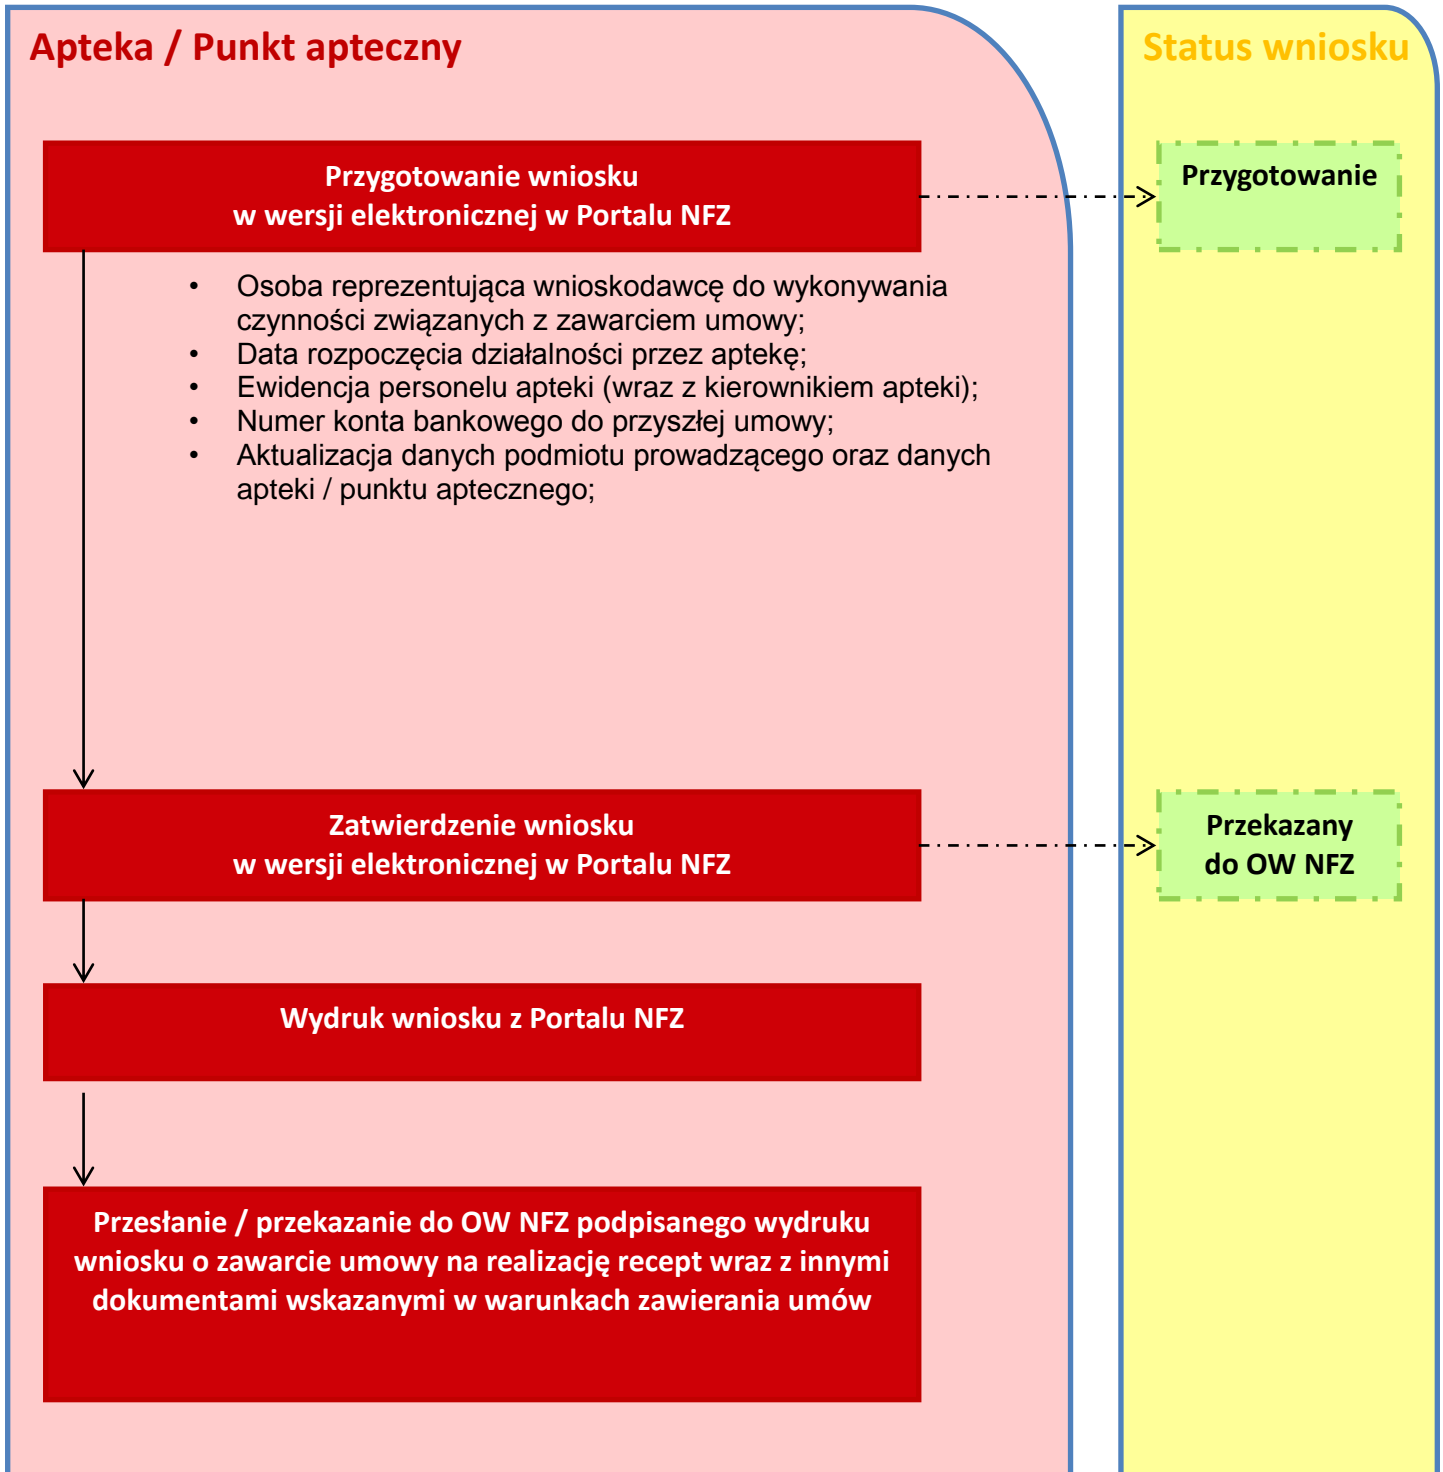 Apteka / Punkt apteczny
Status wniosku
Przygotowanie wniosku
w wersji elektronicznej w Portalu NFZ
Przygotowanie
• Osoba reprezentująca wnioskodawcę do wykonywania
czynności związanych z zawarciem umowy;
• Data rozpoczęcia działalności przez aptekę;
• Ewidencja personelu apteki (wraz z kierownikiem apteki);
• Numer konta bankowego do przyszłej umowy;
• Aktualizacja danych podmiotu prowadzącego oraz danych
apteki / punktu aptecznego;
Zatwierdzenie wniosku
w wersji elektronicznej w Portalu NFZ
Przekazany
do OW NFZ
Wydruk wniosku z Portalu NFZ
Przesłanie / przekazanie do OW NFZ podpisanego wydruku
wniosku o zawarcie umowy na realizację recept wraz z innymi
dokumentami wskazanymi w warunkach zawierania umów